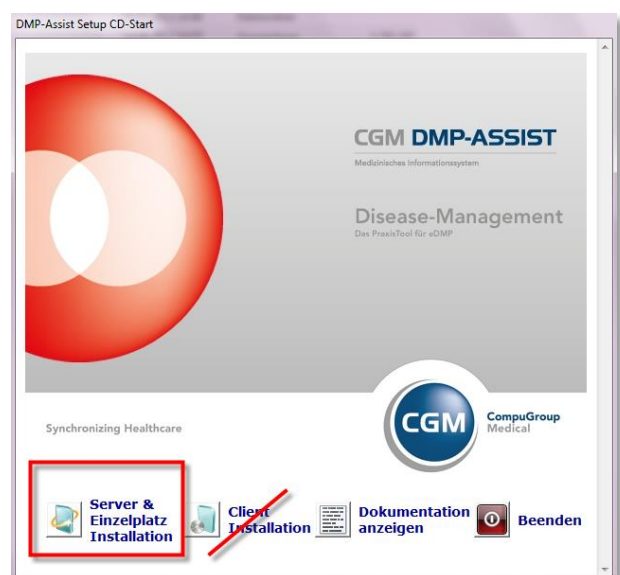 DMP-Assist Setup CD-Start
CGM DMP-ASSIST
Medizinisches Informationssystem
Disease-Management
Das PraxisTool für eDMP
Synchronizing Healthcare
CGM
CompuGroup
Medical
Server &
Einzelplatz
Installation
Client
Installation
Dokumentation
anzeigen
Beenden